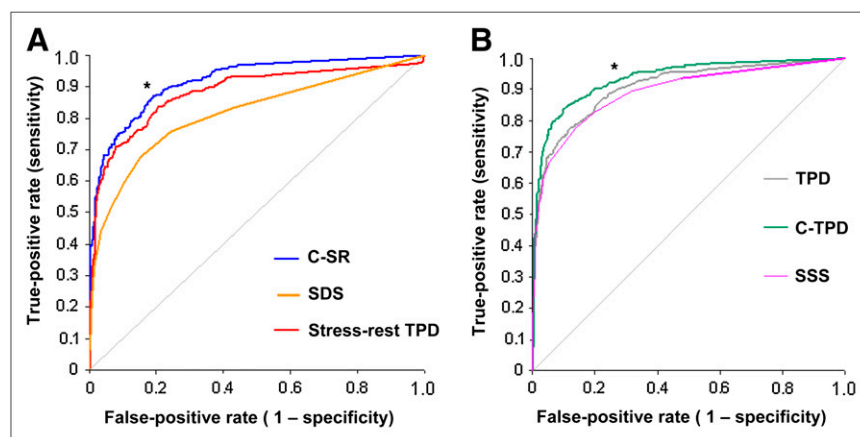 A
True-positive rate (sensitivity)
1.0
0.9
0.8
0.7
0.6
0.5
0.4
0.3
0.2
0.1
0
*
C-SR
SDS
Stress-rest TPD
0 0.2 0.4 0.6 0.8 1.0
False-positive rate ( 1 – specificity)
B
True-positive rate (sensitivity)
1.0
0.9
0.8
0.7
0.6
0.5
0.4
0.3
0.2
0.1
0
*
TPD
C-TPD
SSS
0 0.2 0.4 0.6 0.8 1.0
False-positive rate ( 1 – specificity)